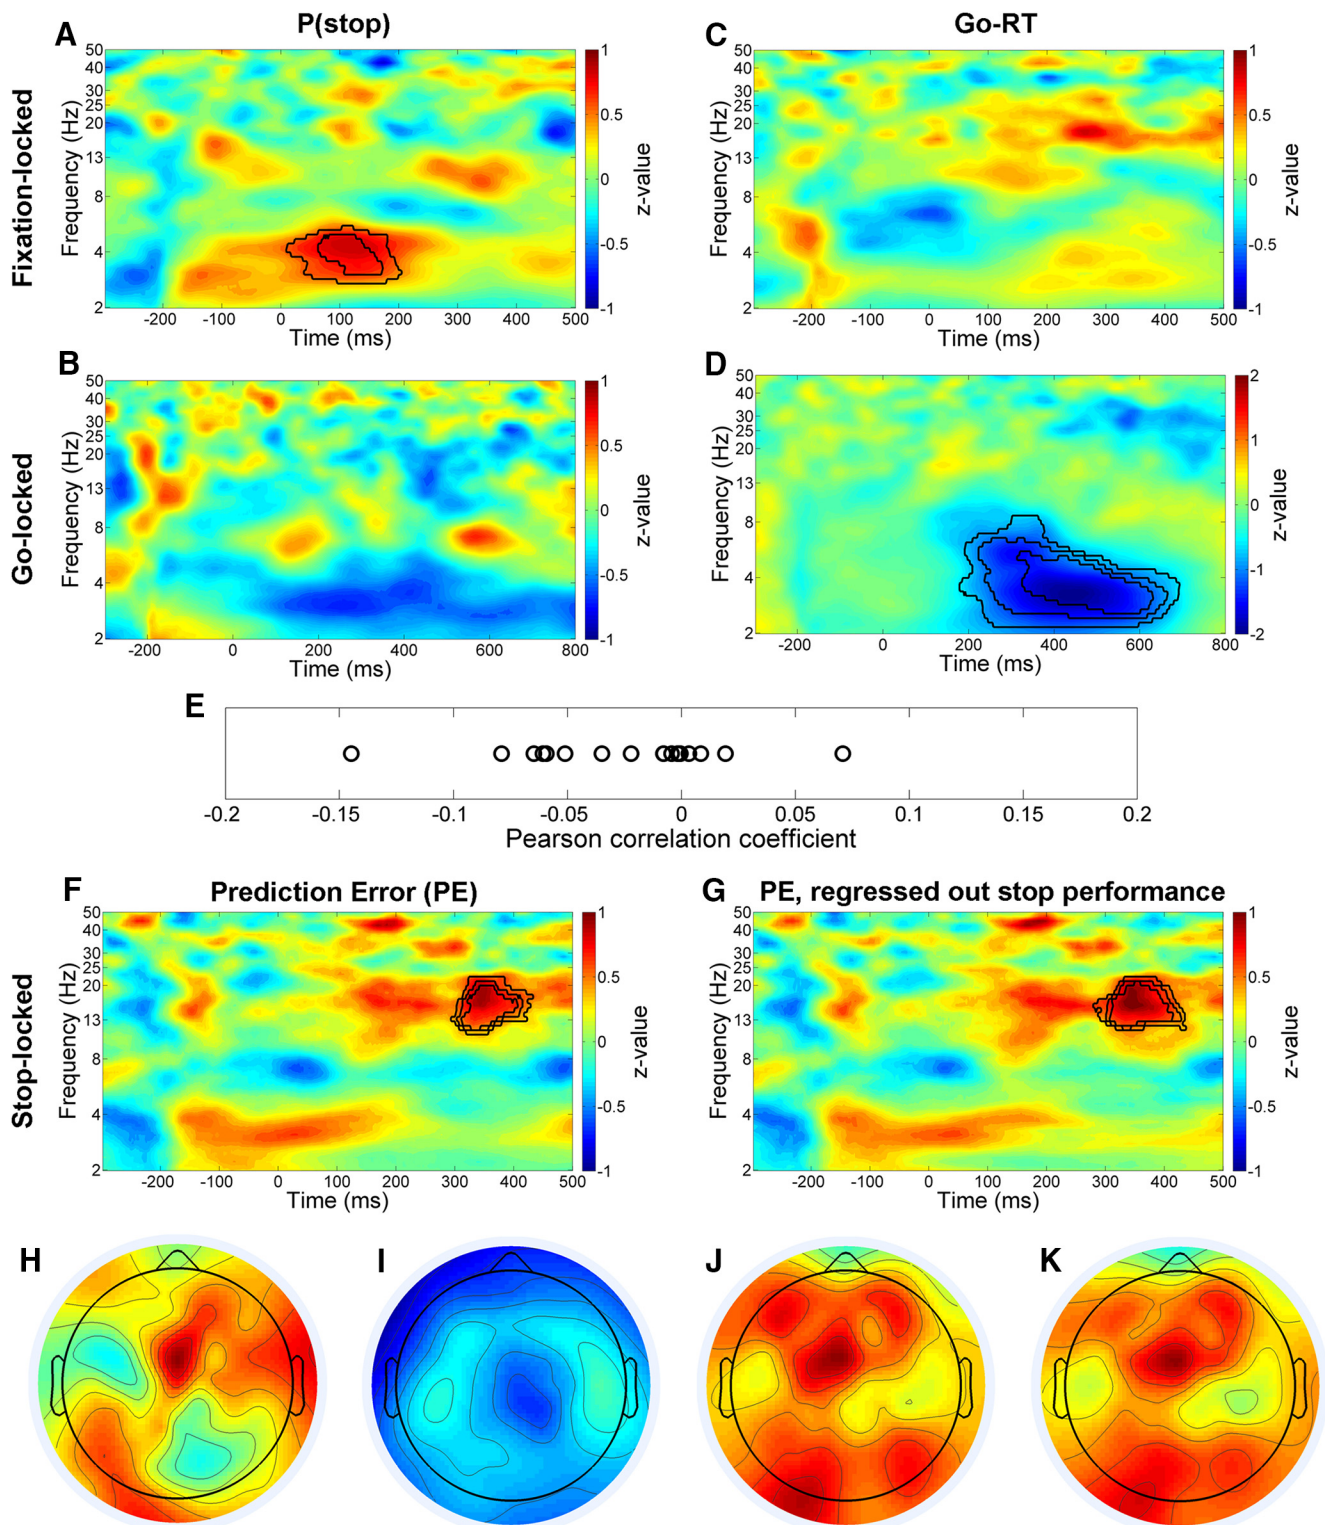 A P(stop) C Go-RT
Fixation-locked
Frequency (Hz)
50
40
30
25
20
13
8
4
2
-200 -100 0 100 200 300 400 500
Time (ms)
1
0.5
0
-0.5
-1
z-value
Frequency (Hz)
50
40
30
25
20
13
8
4
2
-200 -100 0 100 200 300 400 500
Time (ms)
1
0.5
0
-0.5
-1
z-value
B D
Go-locked
Frequency (Hz)
50
40
30
25
20
13
8
4
2
-200 0 200 400 600 800
Time (ms)
1
0.5
0
-0.5
-1
z-value
Frequency (Hz)
50
40
30
25
20
13
8
4
2
-200 0 200 400 600 800
Time (ms)
2
1
0
-1
-2
z-value
E
-0.2 -0.15 -0.1 -0.05 0 0.05 0.1 0.15 0.2
Pearson correlation coefficient
F Prediction Error (PE) G PE, regressed out stop performance
Stop-locked
Frequency (Hz)
50
40
30
25
20
13
8
4
2
-200 -100 0 100 200 300 400 500
Time (ms)
1
0.5
0
-0.5
-1
z-value
Frequency (Hz)
50
40
30
25
20
13
8
4
2
-200 -100 0 100 200 300 400 500
Time (ms)
1
0.5
0
-0.5
-1
z-value
H I J K